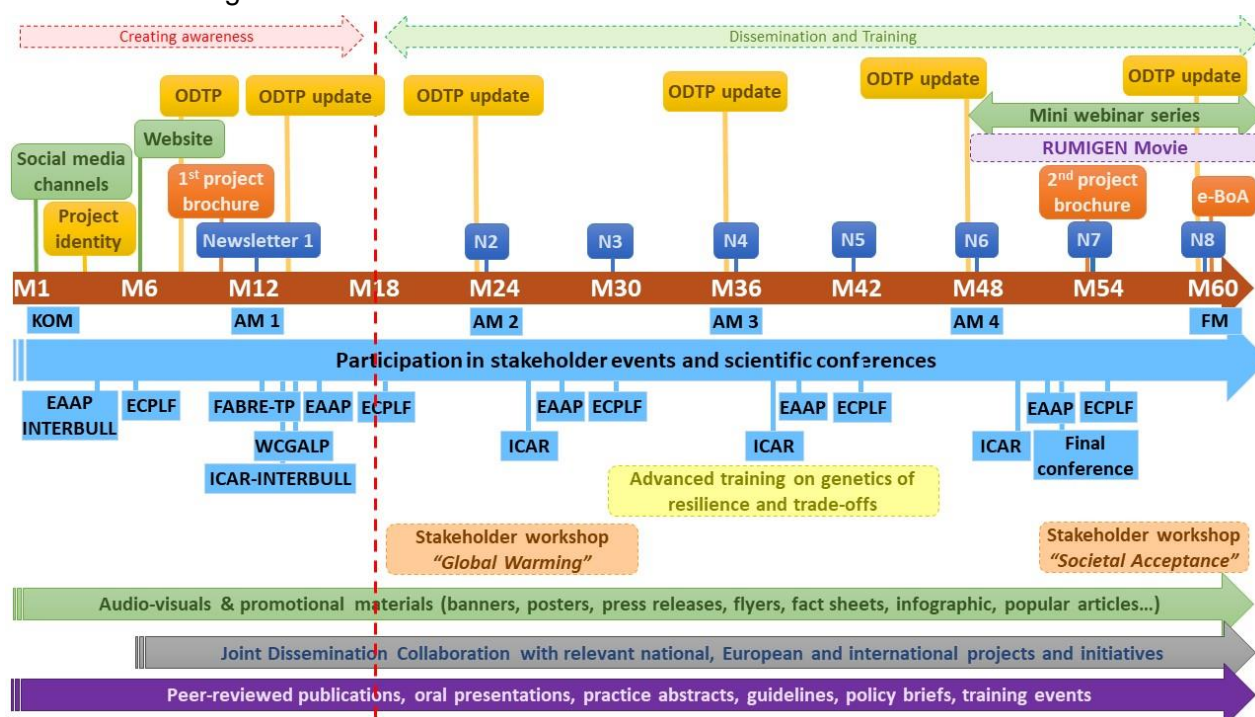 Creating awareness
Dissemination and Training
ODTP
ODTP update
ODTP update
ODTP update
ODTP update
ODTP update
Website
Mini webinar series
RUMIGEN Movie
Social media
channels
1st project
brochure
2nd project
brochure
e-BoA
Project
identity
Newsletter 1
N2
N3
N4
N5
N6
N7
N8
M1
M6
M12
M18
M24
M30
M36
M42
M48
M54
M60
KOM
AM 1
AM 2
AM 3
AM 4
FM
Participation in stakeholder events and scientific conferences
EAAP
INTERBULL
ECPLF
FABRE-TP
EAAP
ECPLF
EAAP
ECPLF
EAAP
ECPLF
EAAP
ECPLF
WCGALP
ICAR
ICAR
ICAR
Final
conference
ICAR-INTERBULL
Advanced training on genetics of
resilience and trade-offs
Stakeholder workshop
“Global Warming”
Stakeholder workshop
“Societal Acceptance”
Audio-visuals & promotional materials (banners, posters, press releases, flyers, fact sheets, infographic, popular articles…)
Joint Dissemination Collaboration with relevant national, European and international projects and initiatives
Peer-reviewed publications, oral presentations, practice abstracts, guidelines, policy briefs, training events